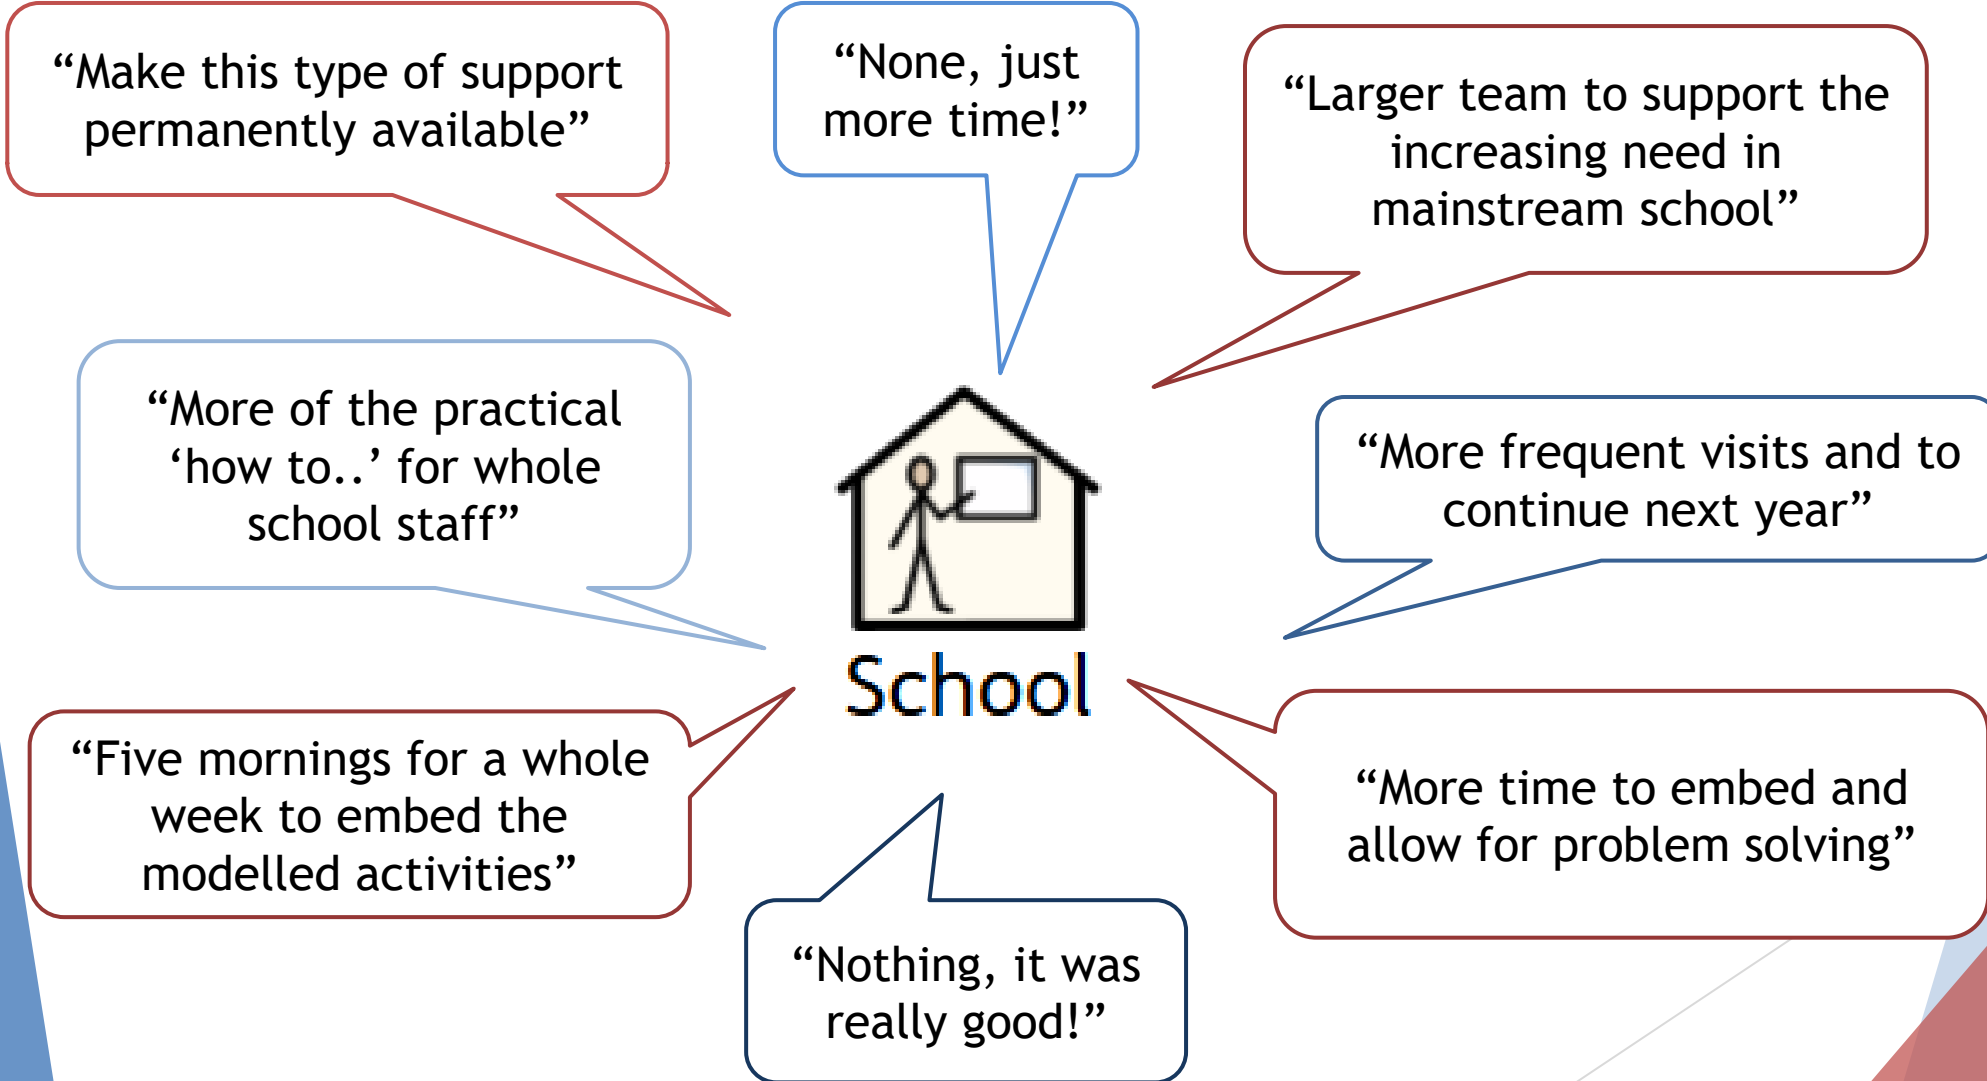 “Make this type of support
permanently available”
“None, just
more time!”
“Larger team to support the
increasing need in
mainstream school”
“More of the practical
‘how to..’ for whole
school staff”
“More frequent visits and to
continue next year”
School
“Five mornings for a whole
week to embed the
modelled activities”
“More time to embed and
allow for problem solving”
“Nothing, it was
really good!”